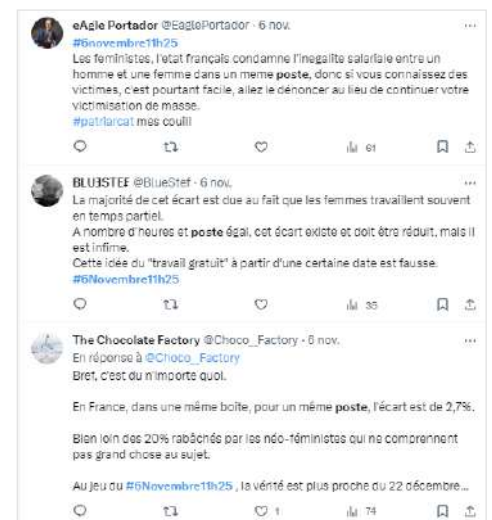 eAgle Portador @EaglePortador · 6 nov.
#6novembre11h25
Les feministes, l'etat français condamne l'inegalite salariale entre un
homme et une femme dans un meme poste, donc si vous connaissez des
victimes, c'est pourtant facile, allez le dénoncer au lieu de continuer votre
victimisation de masse.
#patriarcat mes couill
61
BLU3STEF @BlueStef · 6 nov.
La majorité de cet écart est due au fait que les femmes travaillent souvent
en temps partiel.
A nombre d'heures et poste égal, cet écart existe et doit être réduit, mais il
est infime.
Cette idée du "travail gratuit" à partir d'une certaine date est fausse.
#6Novembre11h25
35
The Chocolate Factory @Choco__Factory · 6 nov.
En réponse à @Choco__Factory
Bref, c'est du n'importe quoi.
En France, dans une même boîte, pour un même poste, l'écart est de 2,7%.
Bien loin des 20% rabâchés par les néo-féministes qui ne comprennent
pas grand chose au sujet.
Au jeu du #6Novembre11h25 , la vérité est plus proche du 22 décembre...
1
74